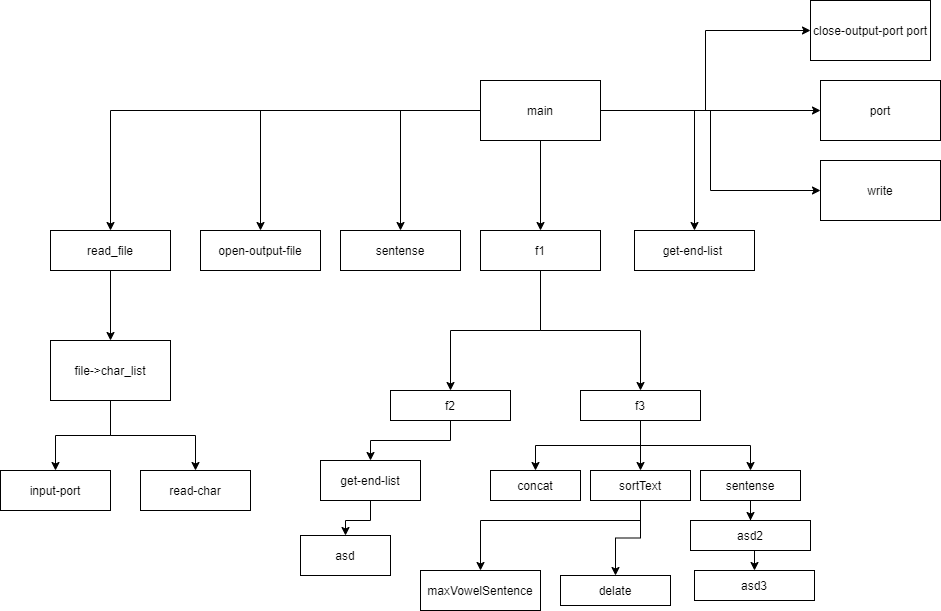 close-output-port port
main
port
write
read_file
open-output-file
sentense
f1
get-end-list
file->char_list
f2
f3
input-port
read-char
get-end-list
concat
sortText
sentense
asd
asd2
maxVowelSentence
delate
asd3